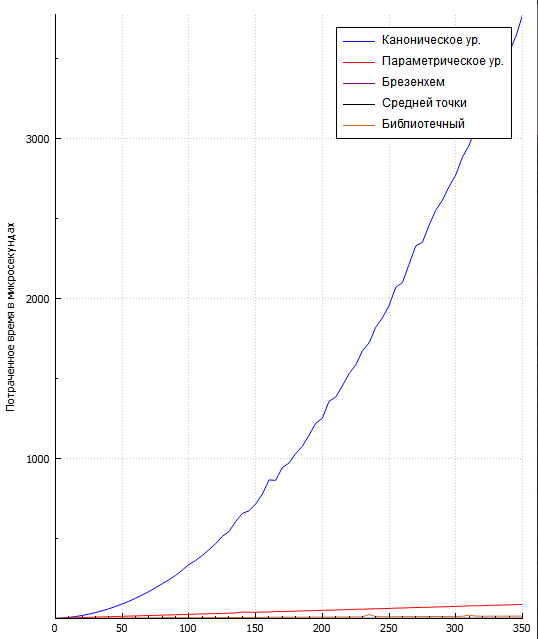 Каноническое ур.
Параметрическое ур.
Брезенхем
Средней точки
Библиотечный
3000
2000
1000
Потраченное время в микросекундах
0 50 100 150 200 250 300 350